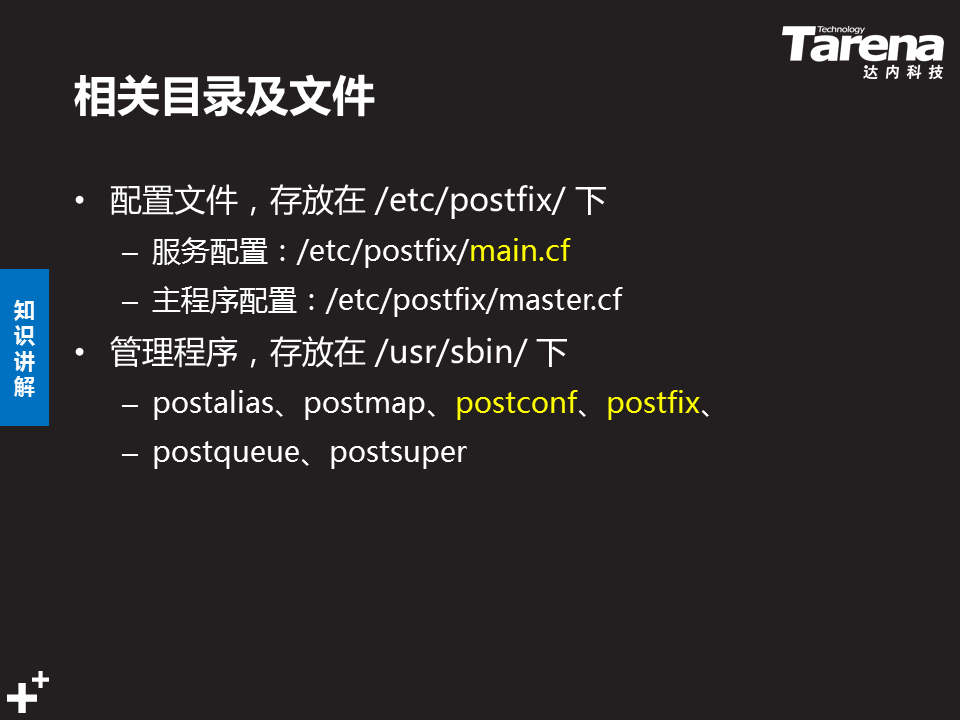 Technology
Tarena
达内科技
相关目录及文件
• 配置文件，存放在 /etc/postfix/ 下
– 服务配置：/etc/postfix/main.cf
– 主程序配置：/etc/postfix/master.cf
知识讲解
• 管理程序，存放在 /usr/sbin/ 下
– postalias、postmap、postconf、postfix、
– postqueue、postsuper